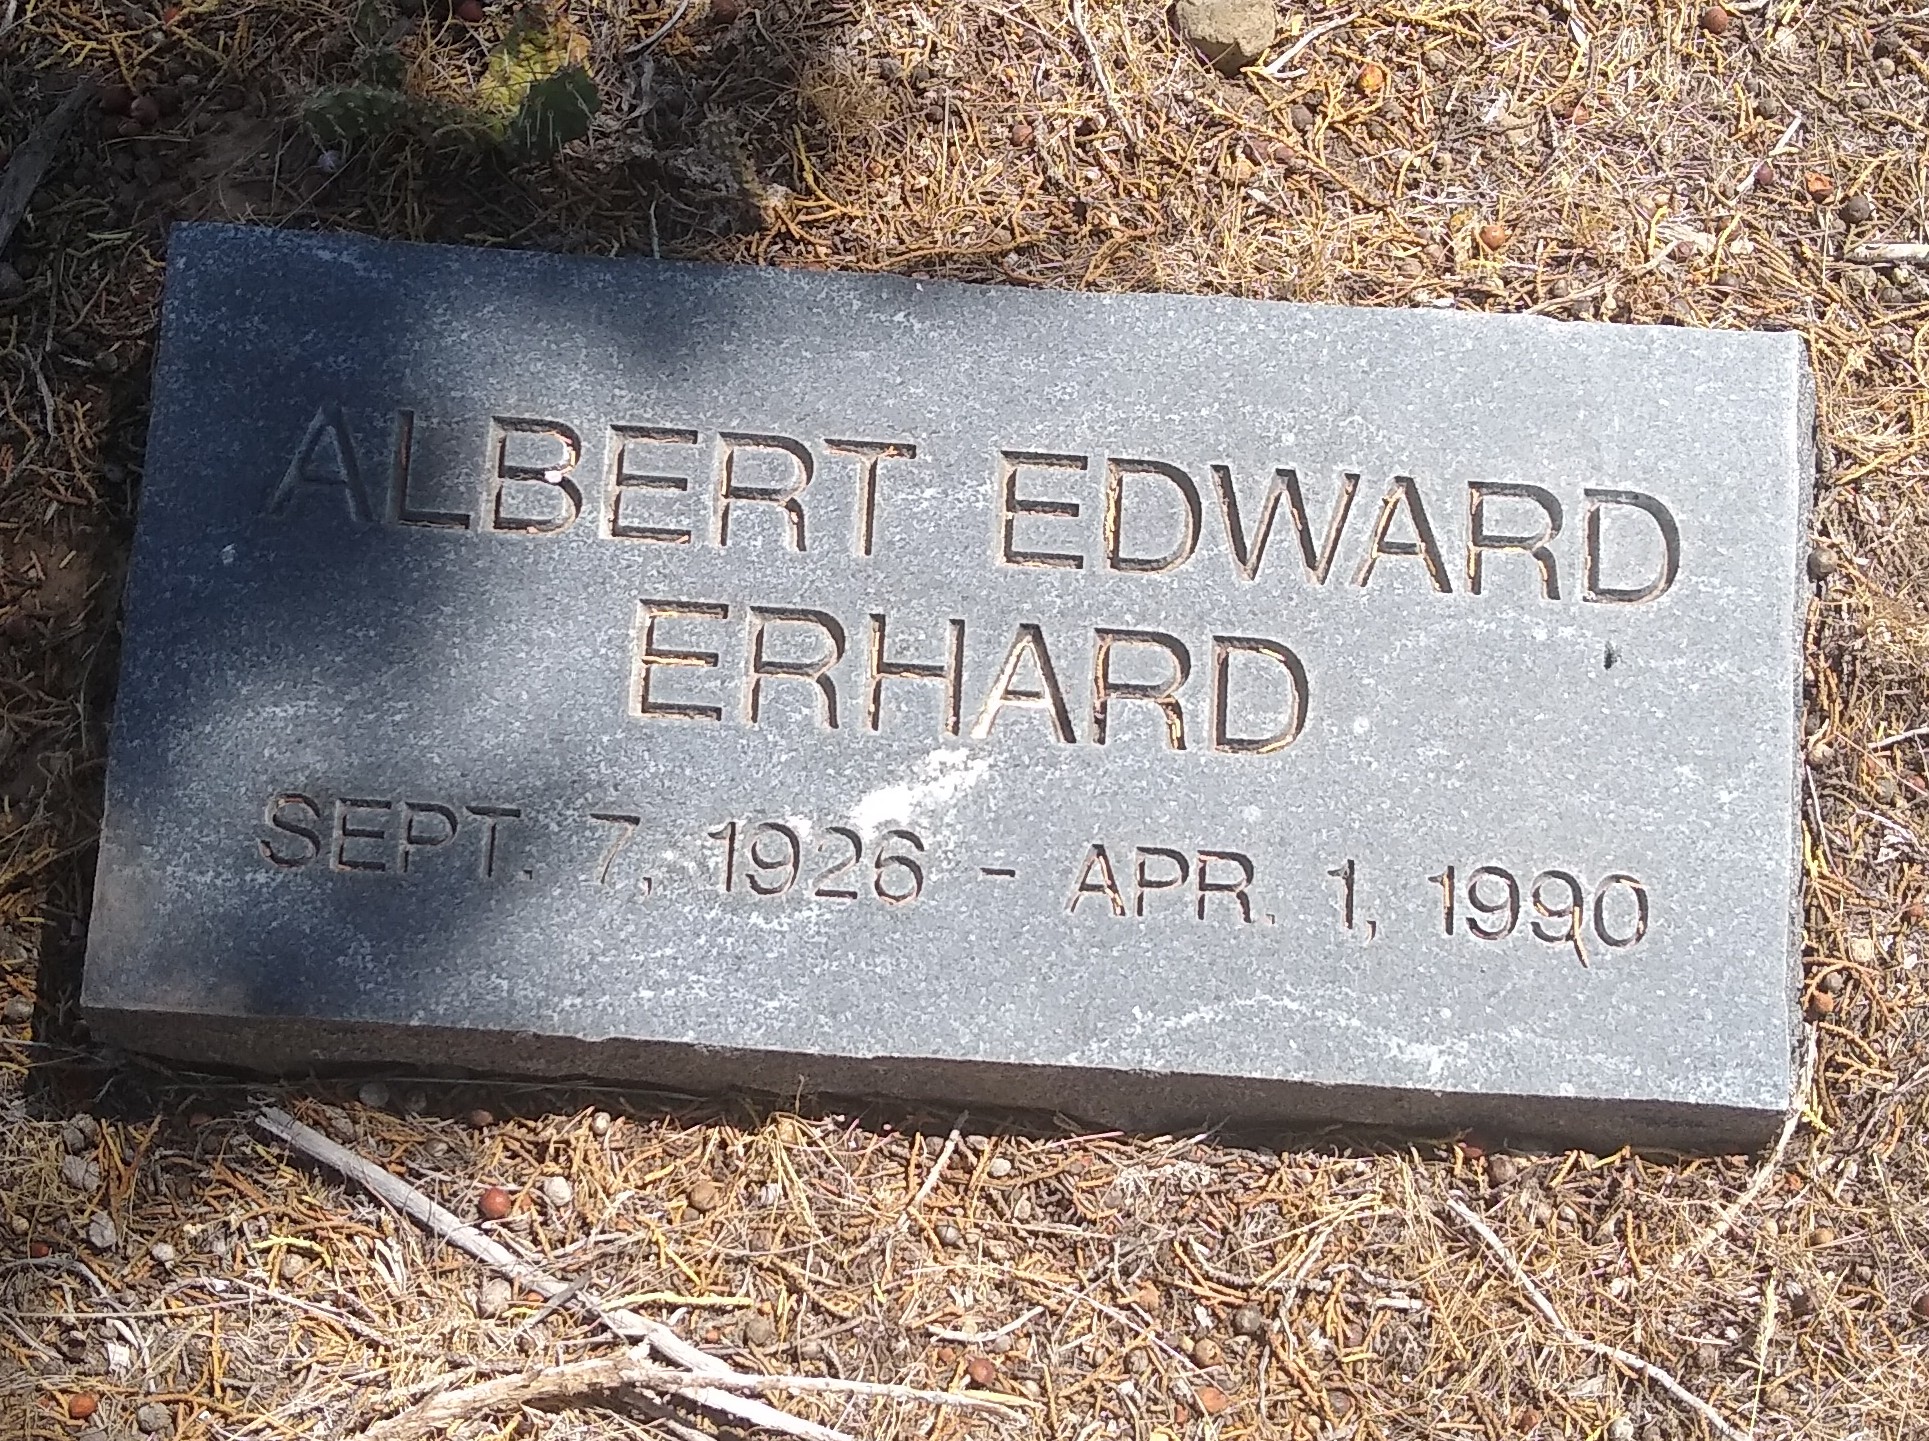 ALBERT EDWARD
ERHARD
SEPT. 7, 1926 - APR. 1, 1990